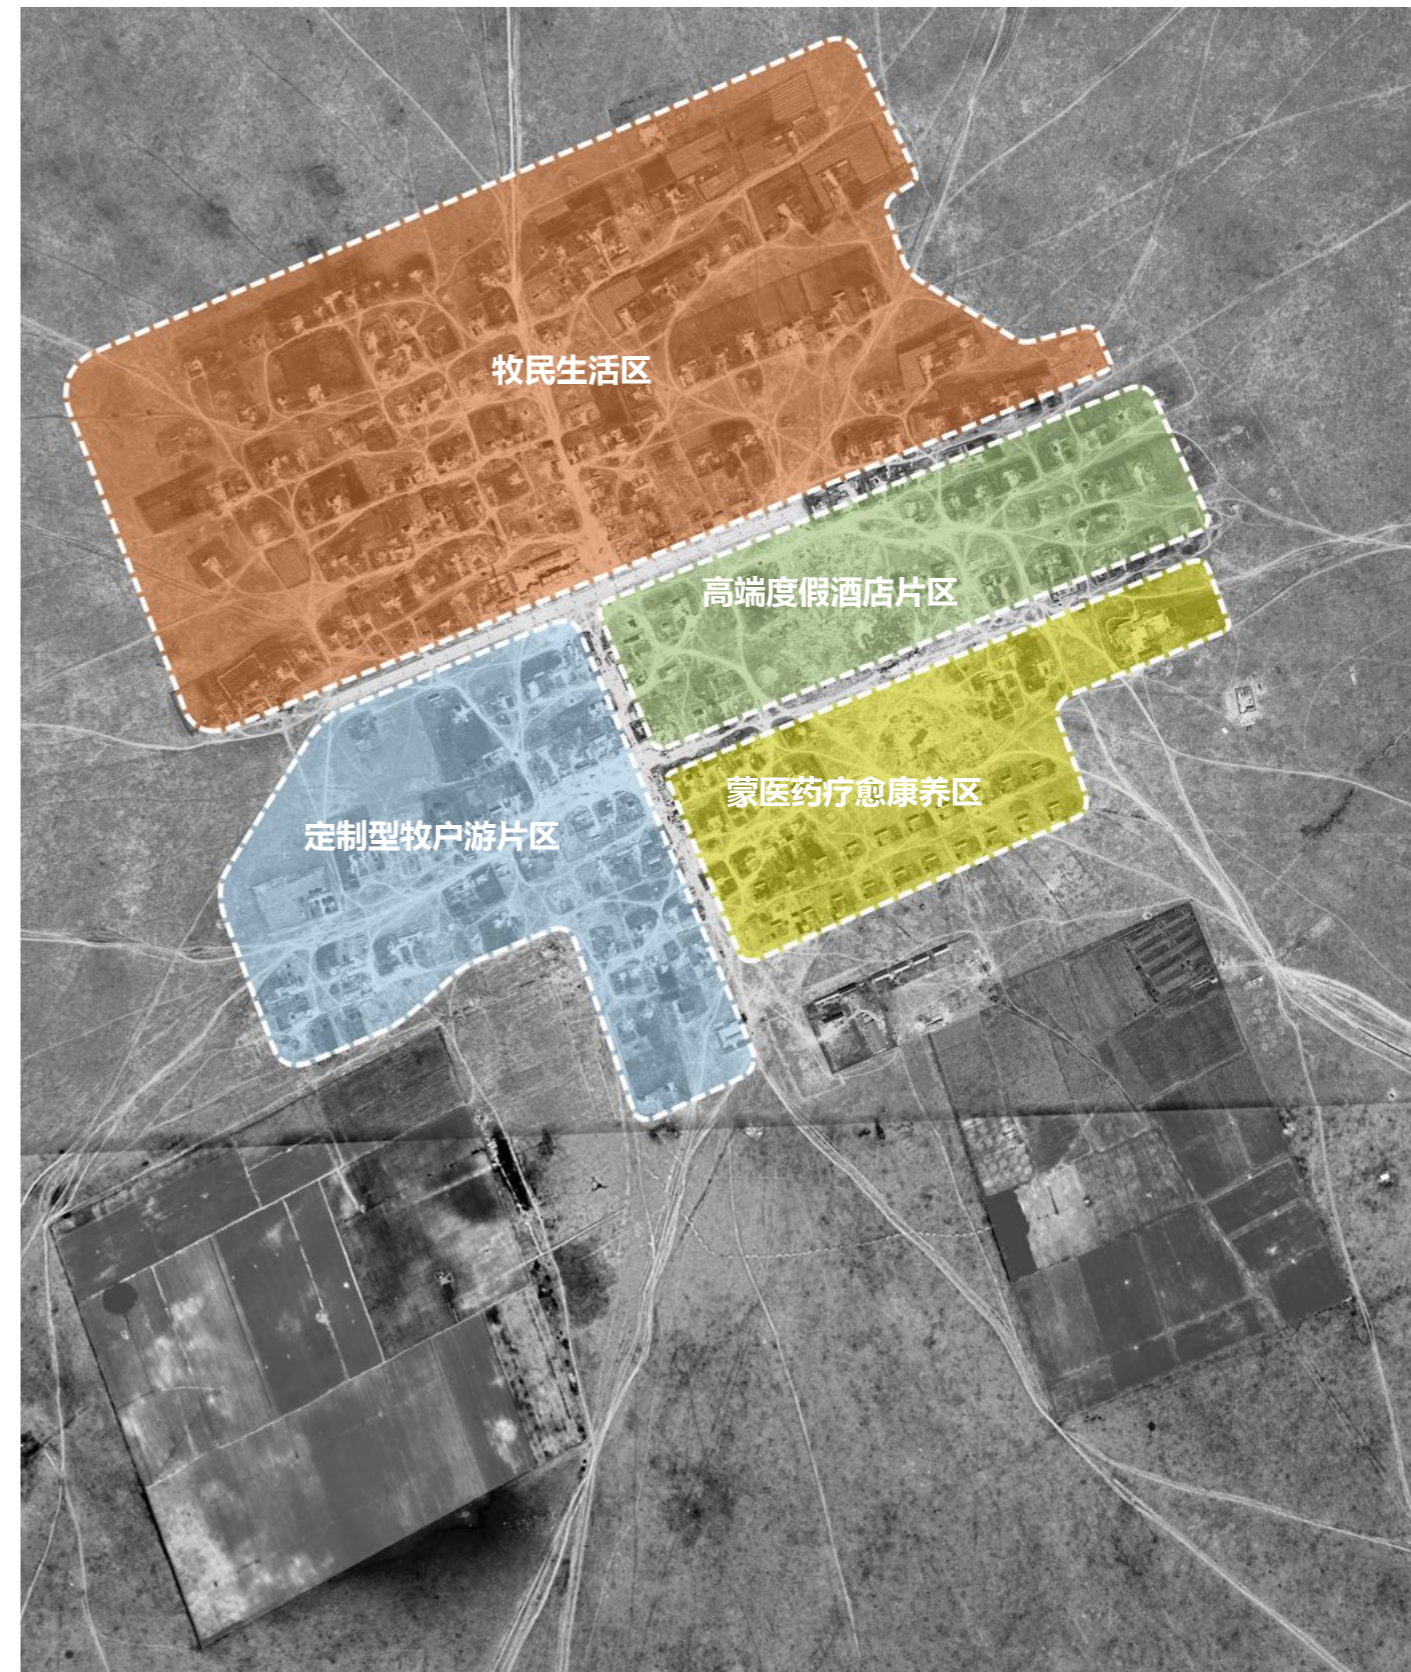 牧民生活区
高端度假酒店片区
蒙医药疗愈康养区
定制型牧户游片区